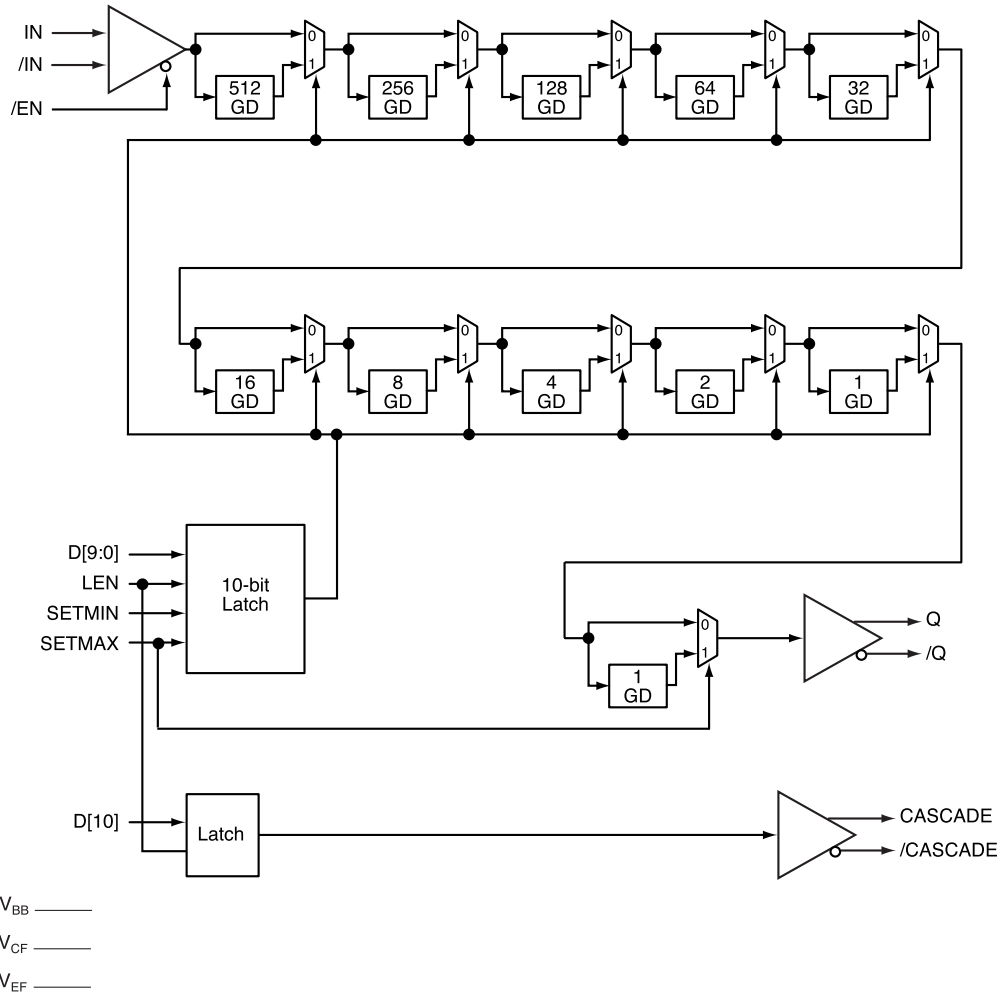 IN
/IN
/EN
0
1
512
GD
0
1
256
GD
0
1
128
GD
0
1
64
GD
0
1
32
GD
0
1
16
GD
0
1
8
GD
0
1
4
GD
0
1
2
GD
0
1
1
GD
D[9:0]
LEN
SETMIN
SETMAX
10-bit
Latch
0
1
1
GD
Q
/Q
D[10]
Latch
CASCADE
/CASCADE
VBB
VCF
VEF